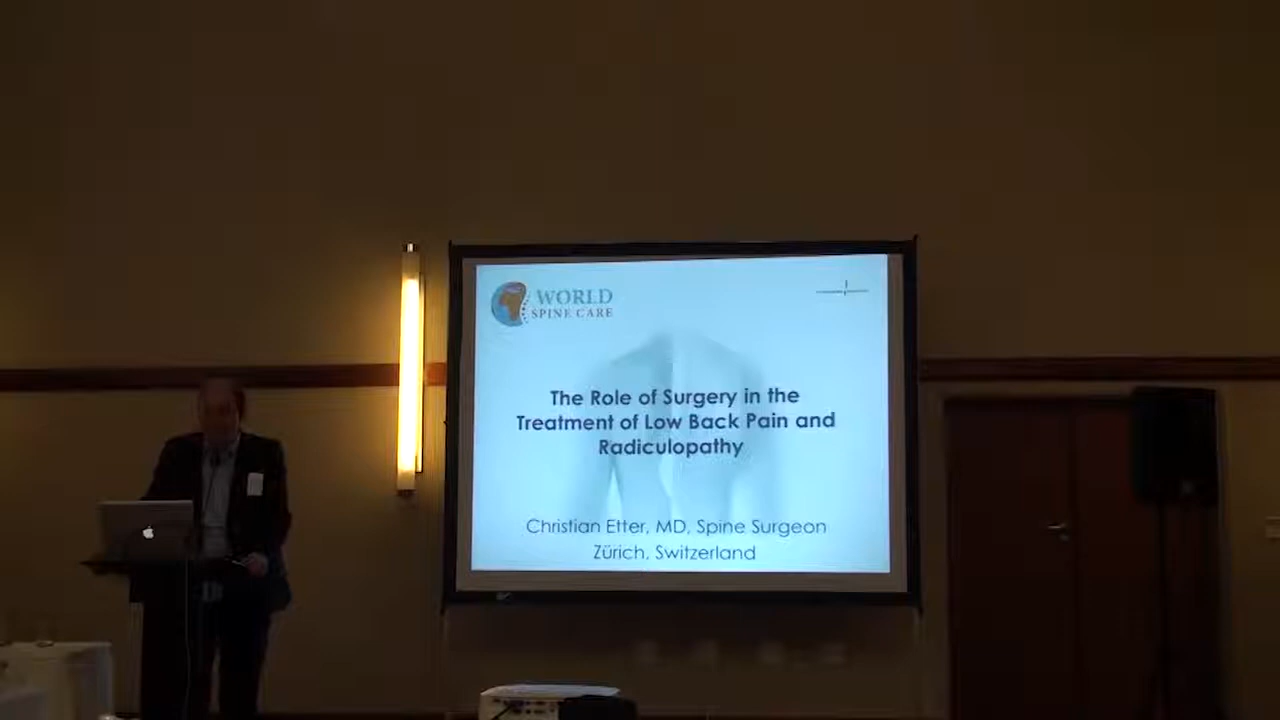 WORLD
SPINE CARE
The Role of Surgery in the
Treatment of Low Back Pain and
Radiculopathy
Christian Etter, MD, Spine Surgeon
Zürich, Switzerland